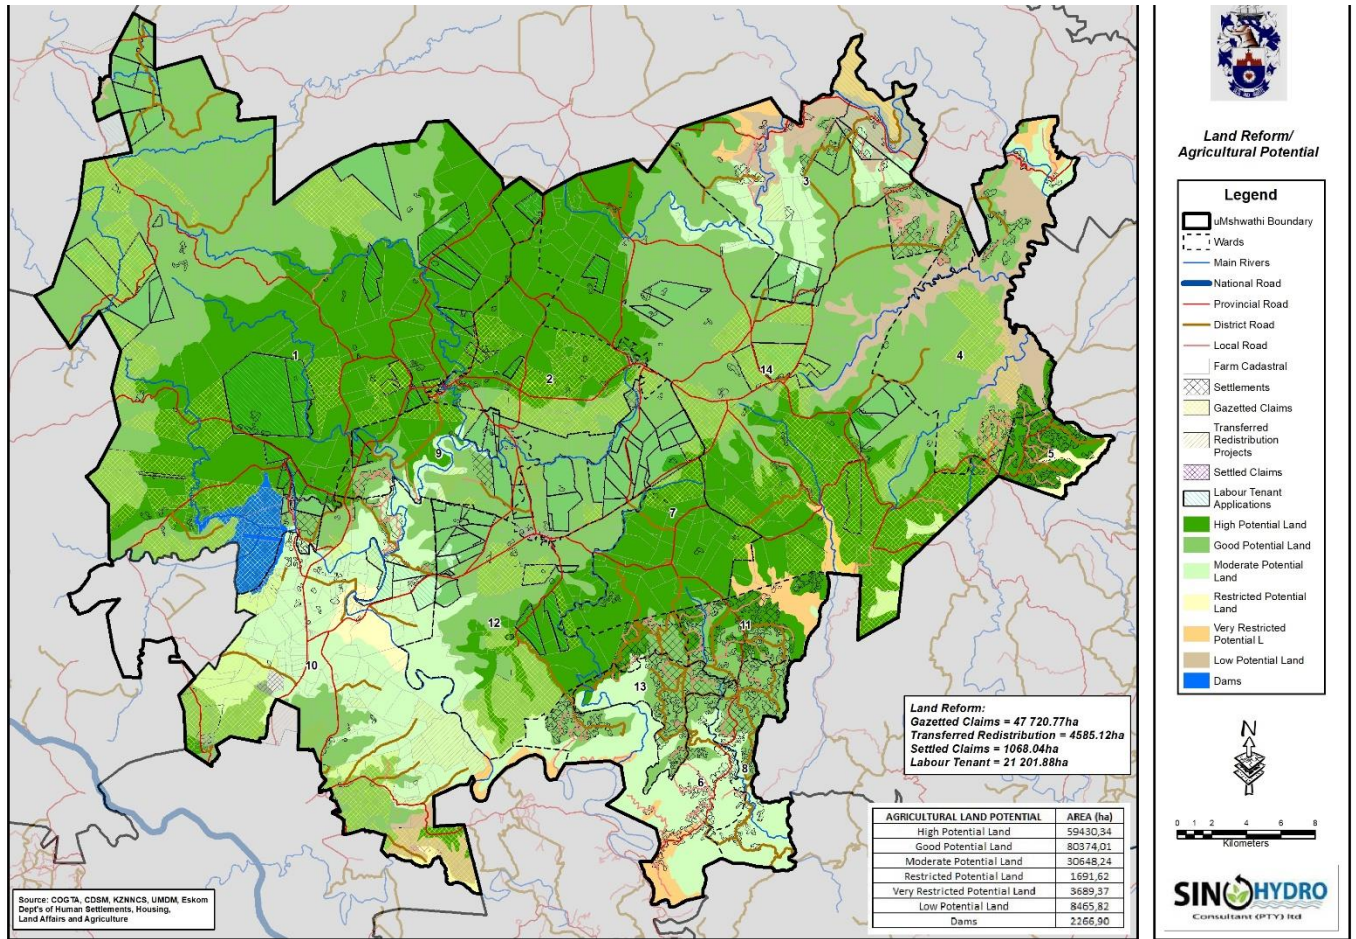 Land Reform/
Agricultural Potential
Legend
uMshwathi Boundary
Wards
Main Rivers
National Road
Provincial Road
District Road
Local Road
Farm Cadastral
Settlements
Gazetted Claims
Transferred
Redistribution
Projects
Settled Claims
Labour Tenant
Applications
High Potential Land
Good Potential Land
Moderate Potential
Land
Restricted Potential
Land
Very Restricted
Potential L
Low Potential Land
Dams
N
0 1 2 4 6 8
Kilometers
SINOHYDRO
Consultant (PTY) ltd
1
2
3
4
5
6
7
8
9
10
11
12
13
14
Land Reform:
Gazetted Claims = 47 720.77ha
Transferred Redistribution = 4585.12ha
Settled Claims = 1068.04ha
Labour Tenant = 21 201.88ha
AGRICULTURAL LAND POTENTIAL AREA (ha)
High Potential Land 59430,34
Good Potential Land 80374,01
Moderate Potential Land 30648,24
Restricted Potential Land 1691,62
Very Restricted Potential Land 3689,37
Low Potential Land 8465,82
Dams 2266,90
Source: COGTA, CDSM, KZNNCS, UMDM, Eskom
Dept's of Human Settlements, Housing,
Land Affairs and Agriculture